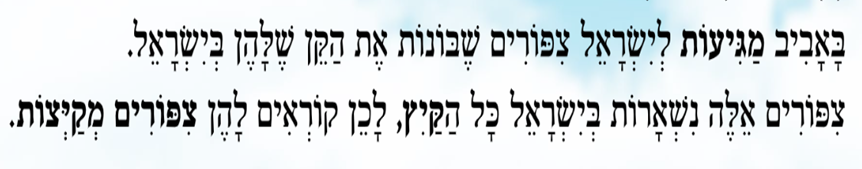 בָּאָבִיב מַגִּיעוֹת לְיִשְׂרָאֵל צִפּוֹרִים שֶׁבּוֹנוֹת אֶת הַקֵּן שֶׁלָּהֶן בְּיִשְׂרָאֵל.
צִפּוֹרִים אֵלֶּה נִשְׁאָרוֹת בְּיִשְׂרָאֵל כָּל הַקַּיִץ, לָכֵן קוֹרְאִים לָהֶן צִפּוֹרִים מְקַיְּצוֹת.